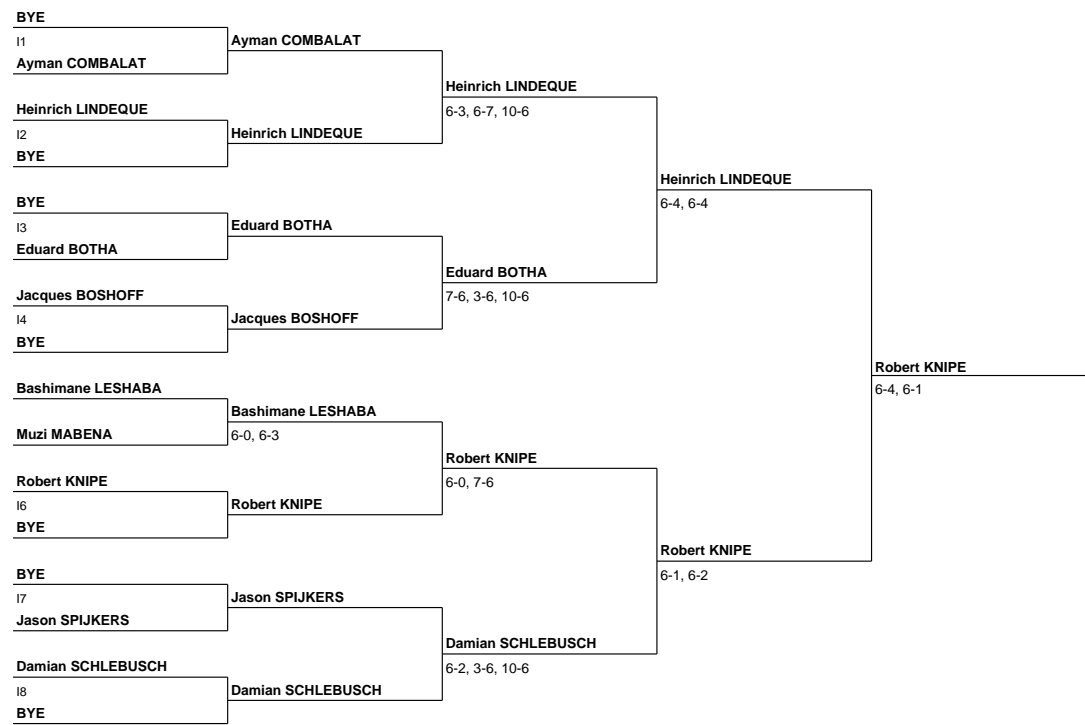 BYE
I1
Ayman COMBALAT
Heinrich LINDEQUE
I2
BYE
BYE
I3
Eduard BOTHA
Jacques BOSHOFF
I4
BYE
Bashimane LESHABA
Muzi MABENA
Robert KNIPE
I6
BYE
BYE
I7
Jason SPIJKERS
Damian SCHLEBUSCH
I8
BYE
Ayman COMBALAT
Heinrich LINDEQUE
Eduard BOTHA
Jacques BOSHOFF
Bashimane LESHABA
6-0, 6-3
Robert KNIPE
Jason SPIJKERS
Damian SCHLEBUSCH
Heinrich LINDEQUE
6-3, 6-7, 10-6
Eduard BOTHA
7-6, 3-6, 10-6
Robert KNIPE
6-0, 7-6
Damian SCHLEBUSCH
6-2, 3-6, 10-6
Heinrich LINDEQUE
6-4, 6-4
Robert KNIPE
6-1, 6-2
Robert KNIPE
6-4, 6-1